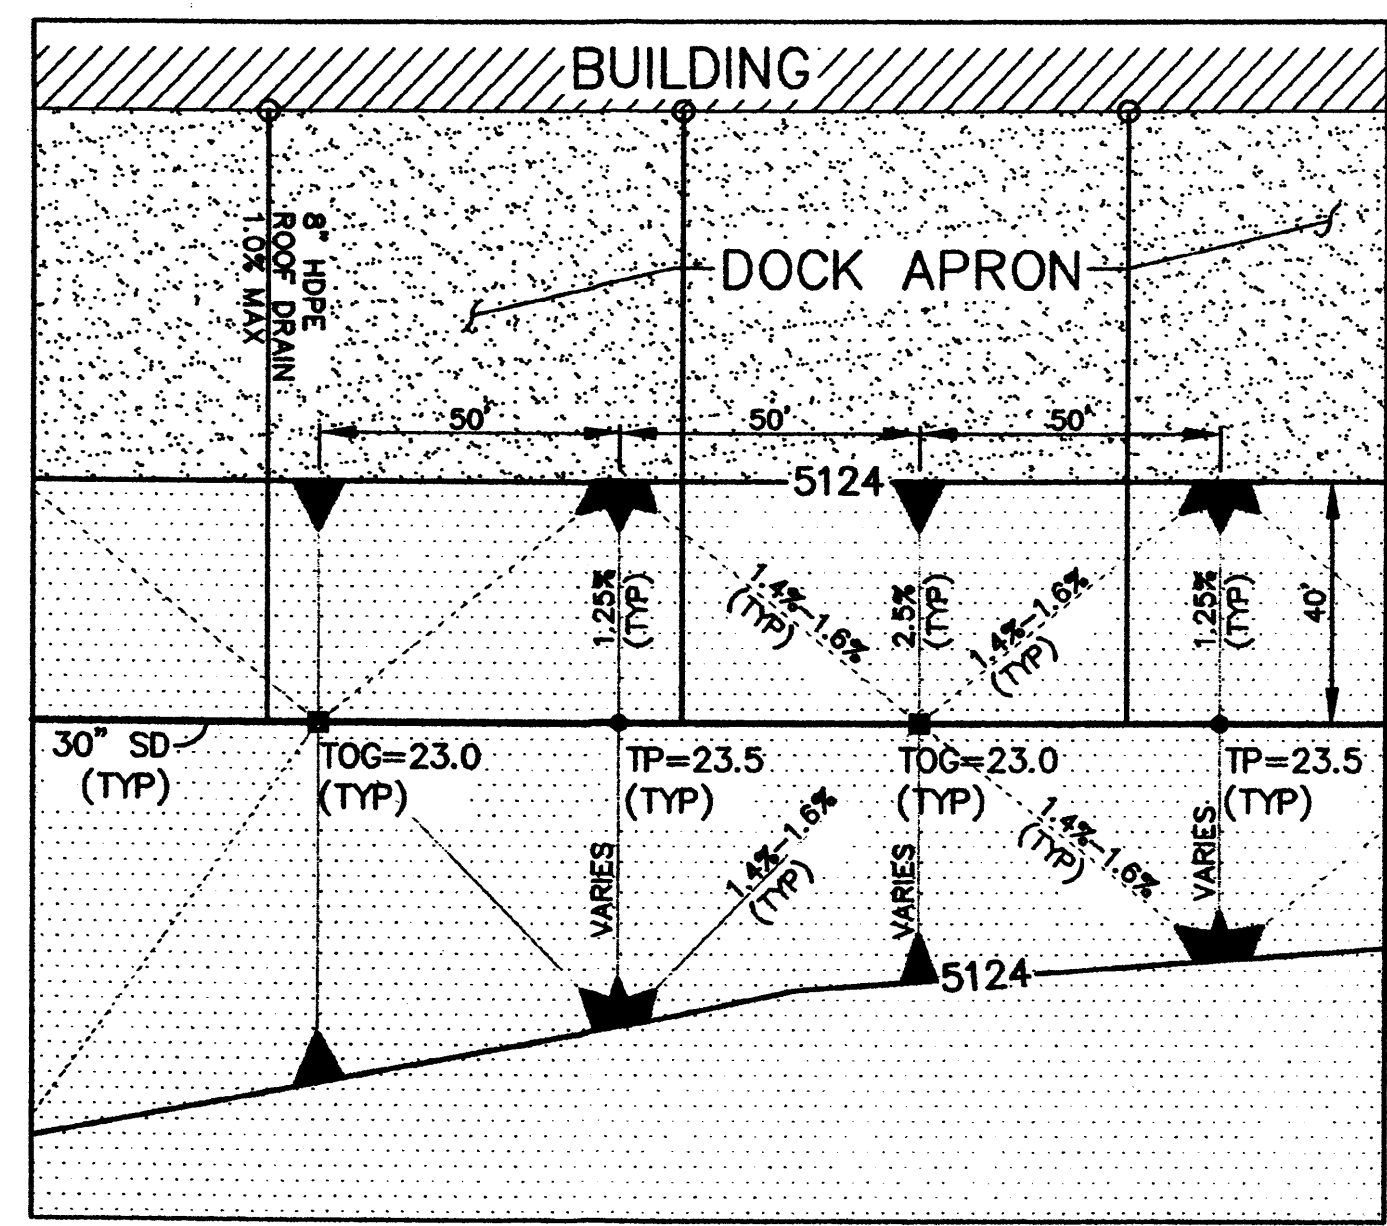 BUILDING
8" HDPE
ROOF DRAIN
1.0% MAX
DOCK APRON
50'
50'
50'
5124
1.25%
(TYP)
1.4%-1.6%
(TYP)
2.5%
(TYP)
1.4%-1.6%
(TYP)
1.25%
(TYP)
40'
30" SD
(TYP)
TOG=23.0
(TYP)
TP=23.5
(TYP)
TOG=23.0
(TYP)
TP=23.5
(TYP)
VARIES
1.4%-1.6%
(TYP)
VARIES
1.4%-1.6%
(TYP)
VARIES
5124